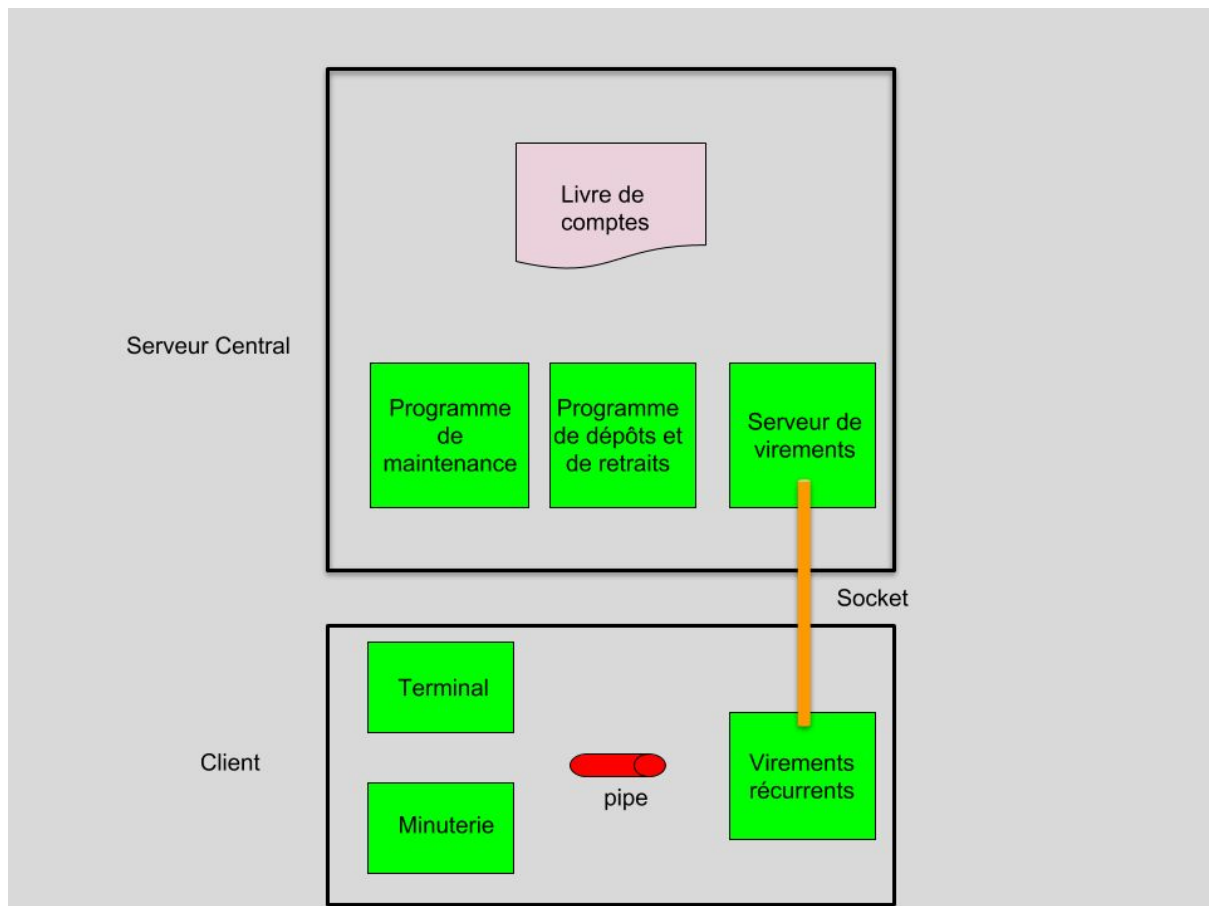 Livre de
comptes
Serveur Central
Programme
de
maintenance
Programme
de dépôts et
de retraits
Serveur de
virements
Socket
Terminal
Client
pipe
Virements
récurrents
Minuterie